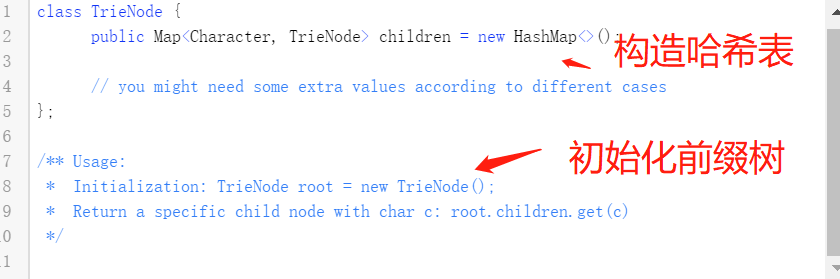 1 class TrieNode {
2 public Map<Character, TrieNode> children = new HashMap<>();
构造哈希表
3
4 // you might need some extra values according to different cases
5 };
6
7 /** Usage:
初始化前缀树
8 * Initialization: TrieNode root = new TrieNode();
9 * Return a specific child node with char c: root.children.get(c)
10 */
11